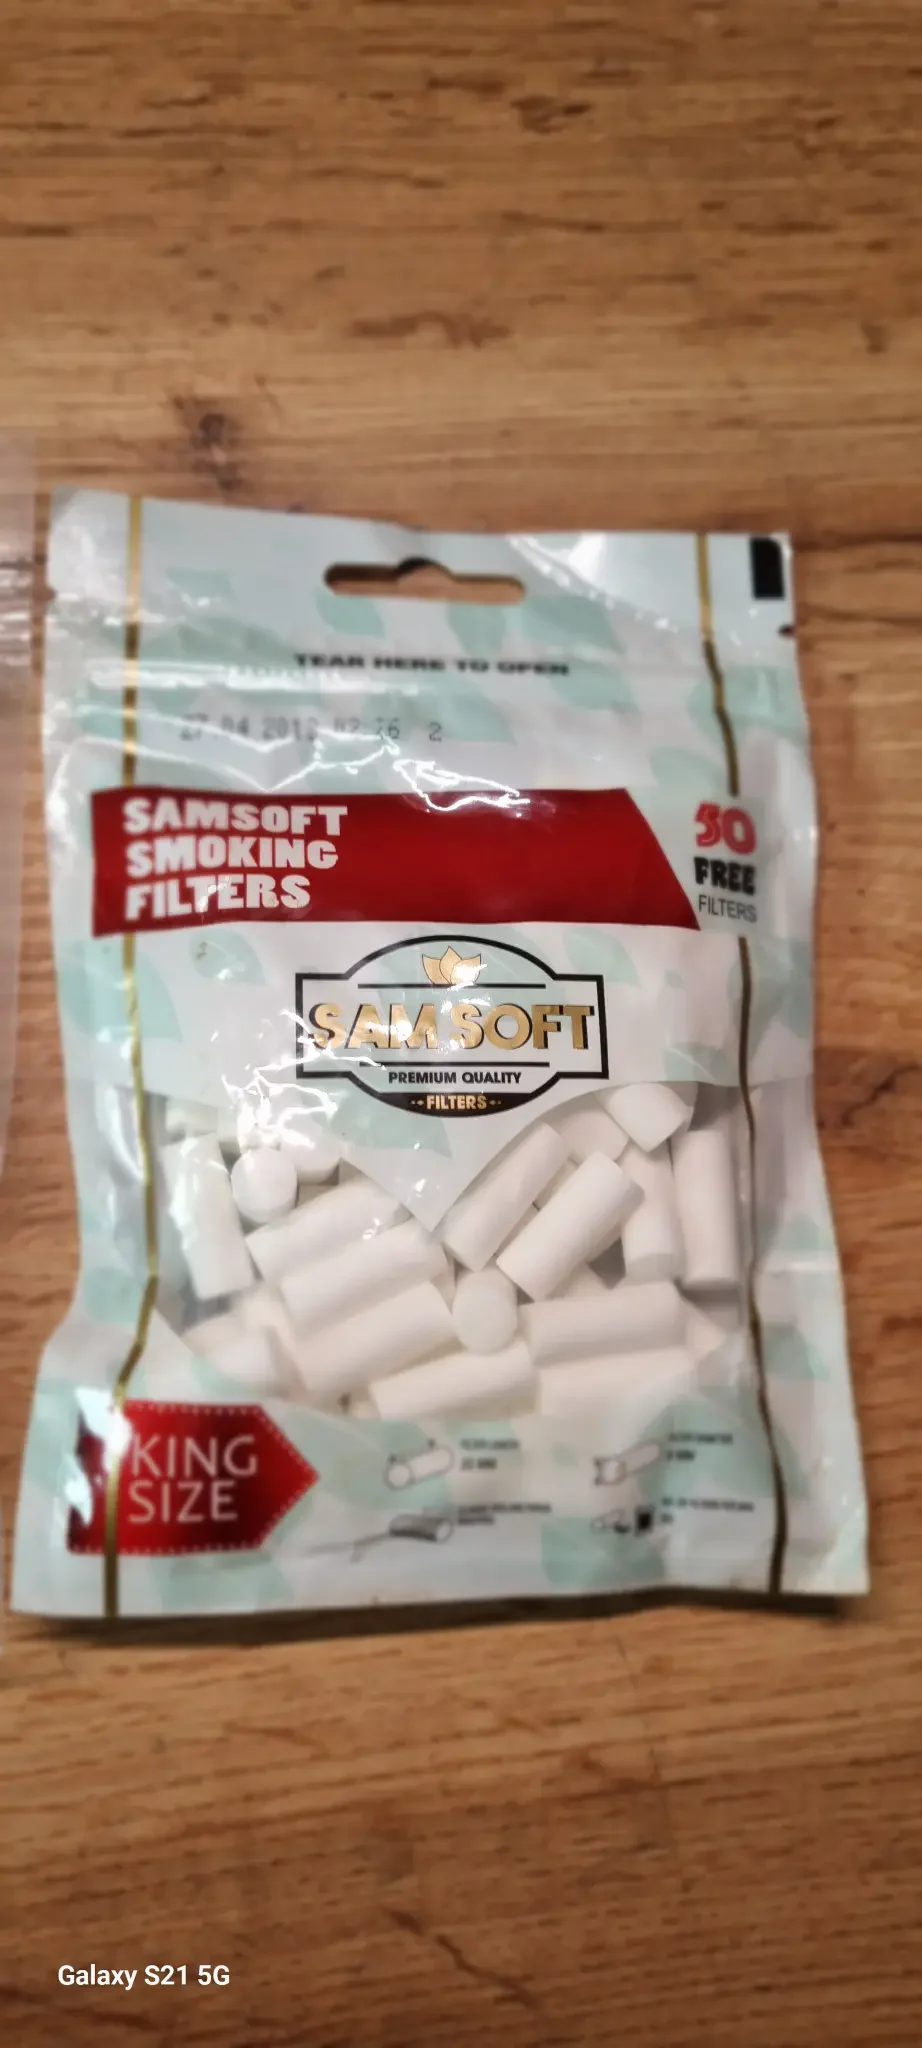 TEAR HERE TO OPEN
SAMSOFT
SMOKING
FILTERS
50
FREE
FILTERS
SAM SOFT
PREMIUM QUALITY
FILTERS
KING
SIZE
Galaxy S21 5G